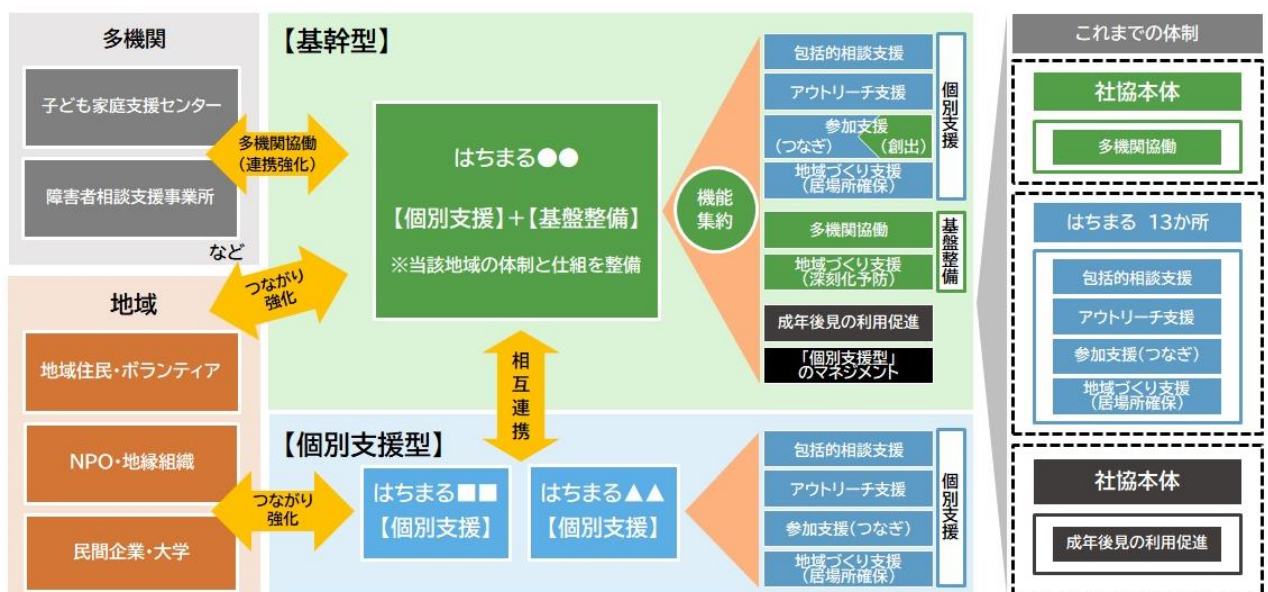 多機関
子ども家庭支援センター
障害者相談支援事業所
など
地域
地域住民・ボランティア
NPO・地縁組織
民間企業・大学
多機関協働
(連携強化)
つながり
強化
つながり
強化
【基幹型】
はちまる●●
【個別支援】+【基盤整備】
※当該地域の体制と仕組を整備
機能
集約
包括的相談支援
アウトリーチ支援
参加支援
(つなぎ) (創出)
地域づくり支援
(居場所確保)
個別支援
多機関協働
地域づくり支援
(深刻化予防)
基盤整備
成年後見の利用促進
「個別支援型」
のマネジメント
相互連携
【個別支援型】
はちまる■■
【個別支援】
はちまる▲▲
【個別支援】
包括的相談支援
アウトリーチ支援
参加支援(つなぎ)
地域づくり支援
(居場所確保)
個別支援
これまでの体制
社協本体
多機関協働
はちまる 13か所
包括的相談支援
アウトリーチ支援
参加支援(つなぎ)
地域づくり支援
(居場所確保)
社協本体
成年後見の利用促進